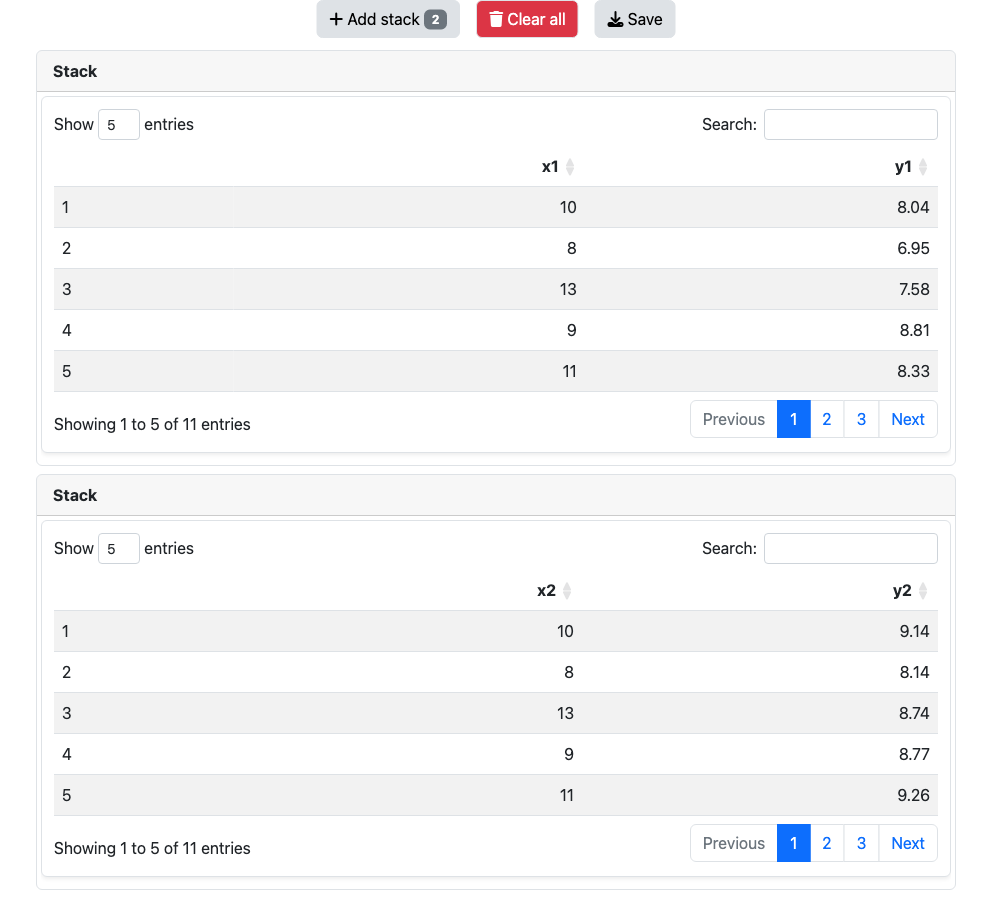 + Add stack 2 Clear all Save
Stack
Show 5 entries Search:
x1 y1
1 10 8.04
2 8 6.95
3 13 7.58
4 9 8.81
5 11 8.33
Showing 1 to 5 of 11 entries Previous 1 2 3 Next
Stack
Show 5 entries Search:
x2 y2
1 10 9.14
2 8 8.14
3 13 8.74
4 9 8.77
5 11 9.26
Showing 1 to 5 of 11 entries Previous 1 2 3 Next